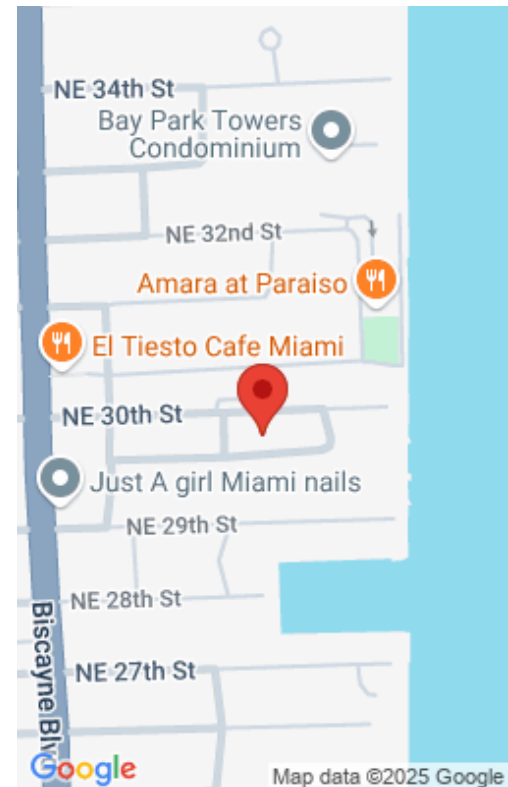 NE 34th St
Bay Park Towers
Condominium
NE 32nd St
Amara at Paraiso
El Tiesto Cafe Miami
NE 30th St
Just A girl Miami nails
NE 29th St
NE 28th St
Biscayne Blvd
NE 27th St
Google
Map data ©2025 Google